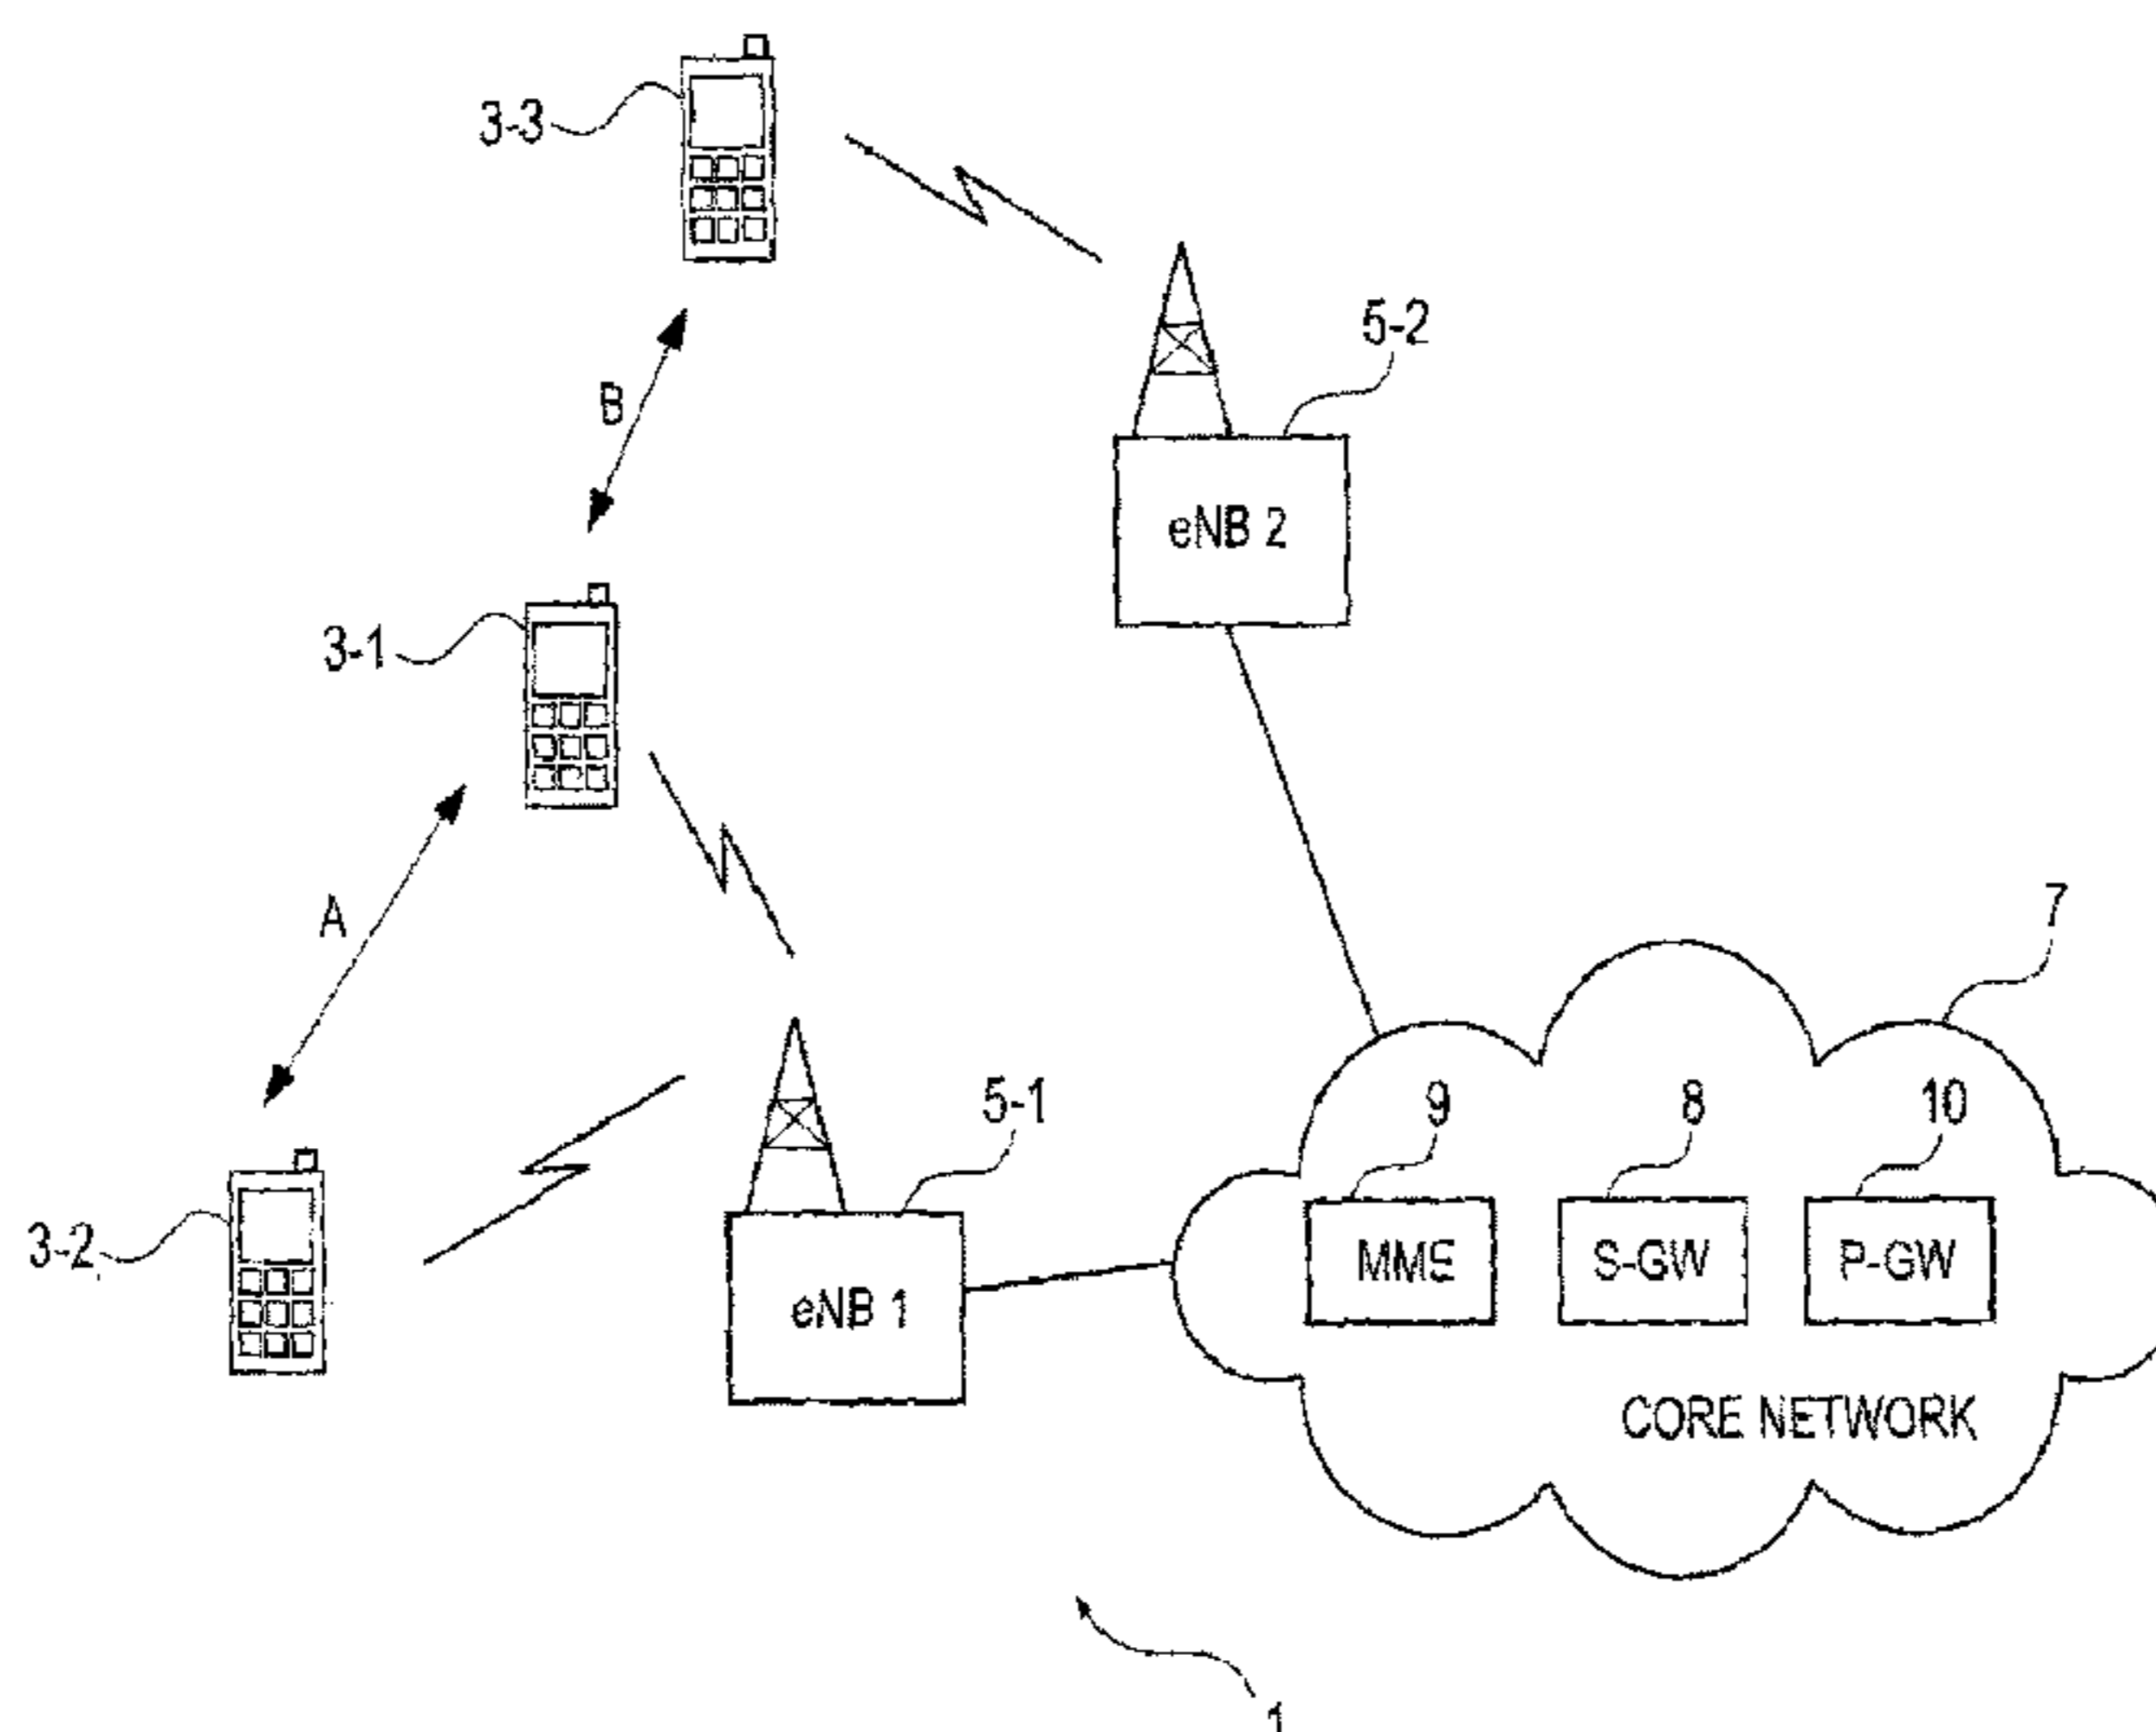 3-3
5-2
B
eNB 2
3-1
7
A
9
8
10
5-1
3-2
MME
S-GW
P-GW
eNB 1
CORE NETWORK
1